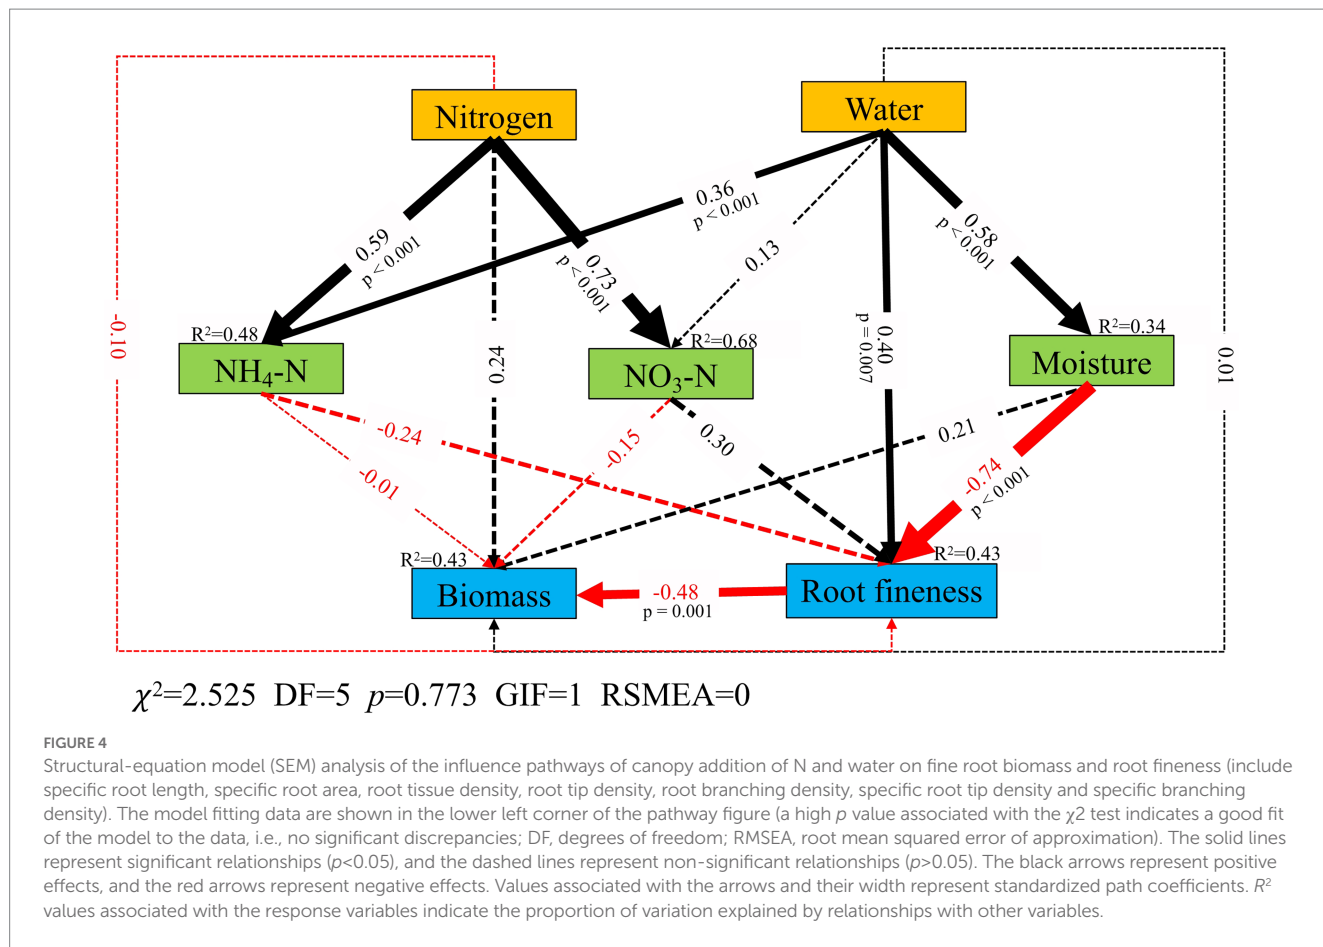 Nitrogen
Water
0.36
p < 0.001
0.59
p < 0.001
0.73
p < 0.001
0.13
0.58
p < 0.001
-0.10
R²=0.48
NH₄-N
0.24
R²=0.68
NO₃-N
0.40
p = 0.007
R²=0.34
Moisture
0.01
-0.24
-0.01
-0.15
0.30
0.21
-0.74
p < 0.001
R²=0.43
Biomass
-0.48
p = 0.001
R²=0.43
Root fineness
χ²=2.525 DF=5 p=0.773 GIF=1 RSMEA=0
FIGURE 4
Structural-equation model (SEM) analysis of the influence pathways of canopy addition of N and water on fine root biomass and root fineness (include
specific root length, specific root area, root tissue density, root tip density, root branching density, specific root tip density and specific branching
density). The model fitting data are shown in the lower left corner of the pathway figure (a high p value associated with the χ2 test indicates a good fit
of the model to the data, i.e., no significant discrepancies; DF, degrees of freedom; RMSEA, root mean squared error of approximation). The solid lines
represent significant relationships (p<0.05), and the dashed lines represent non-significant relationships (p>0.05). The black arrows represent positive
effects, and the red arrows represent negative effects. Values associated with the arrows and their width represent standardized path coefficients. R²
values associated with the response variables indicate the proportion of variation explained by relationships with other variables.